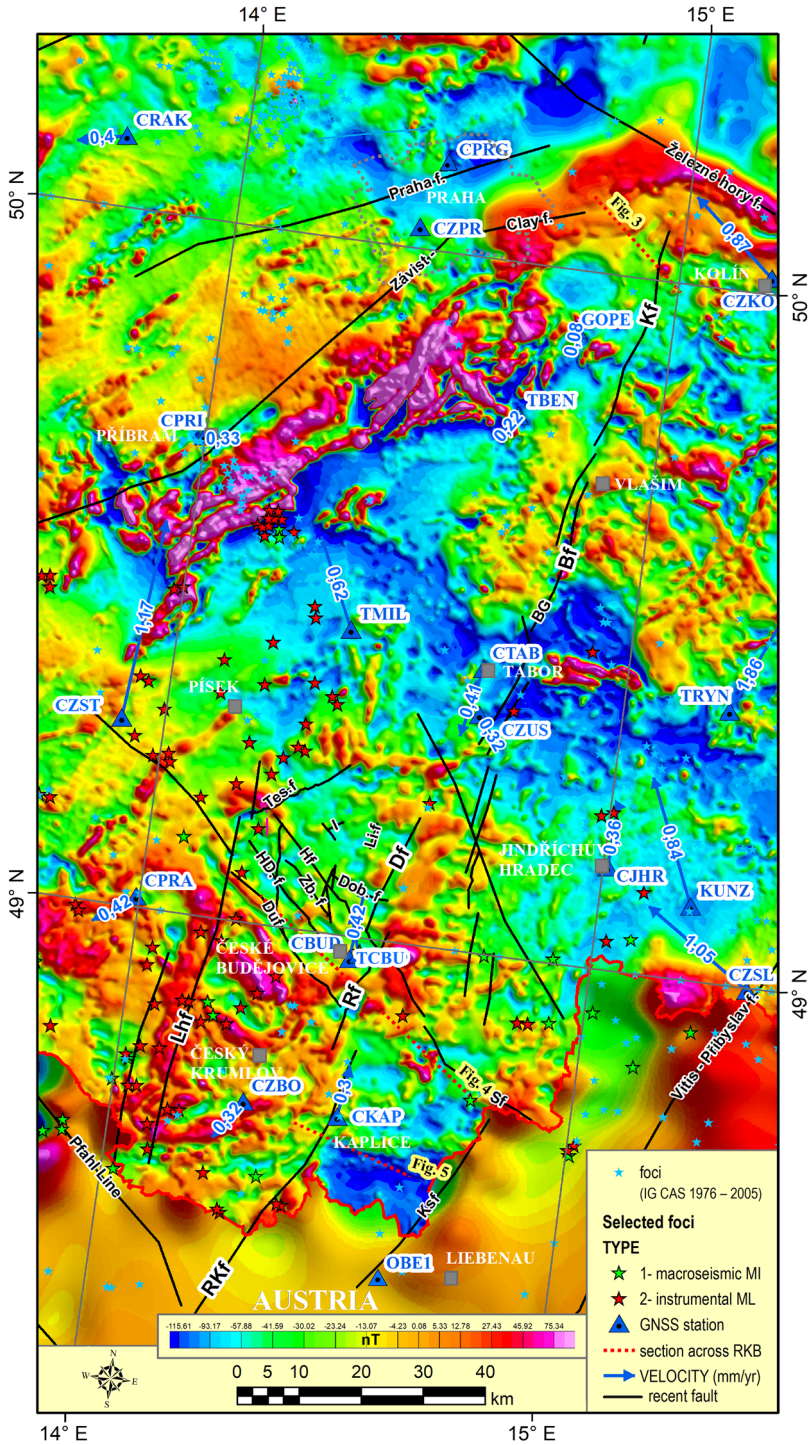 14° E
15° E
CRAK
0,4
CPRG
Praha f.
PRAHA
Železné hory f.
50° N
CZPR
Clay f.
Fig. 3
Závist -
0,87
KOLÍN
CZKO
50° N
Kf
GOPE
0,08
TBEN
0,22
CPRI
PŘÍBRAM
0,33
VLAŠIM
Bf
0,62
BG
1,17
TMIL
CTAB
TÁBOR
0,41
1,86
PÍSEK
CZST
TRYN
0,32
CZUS
Tes.f
-I-
Li.f
Df
0,36
JINDŘICHŮV
HRADEC
0,84
HD.f
Hf
Zb. f
Dob. f
CJHR
KUNZ
49° N
CPRA
0,42
Duf
0,42
1,05
CBUD
ČESKÉ
BUDĚJOVICE
TCBU
CZSL
49° N
Rf
Lhf
ČESKÝ
KRUMLOV
CZBO
0,32
0,3
Fig. 4
Sf
Vitis - Přibyslav f.
CKAP
KAPLICE
Pfahl Line
Fig. 5
Ksf
RKf
OBE1
LIEBENAU
AUSTRIA
foci
(IG CAS 1976 – 2005)
Selected foci
TYPE
1- macroseismic MI
2- instrumental ML
GNSS station
section across RKB
VELOCITY (mm/yr)
recent fault
-115.61 -93.17 -57.88 -41.59 -30.02 -23.24 -13.07 -4.23 0.08 5.33 12.78 27.43 45.92 75.34
nT
N
W E
S
0 5 10 20 30 40
km
14° E
15° E